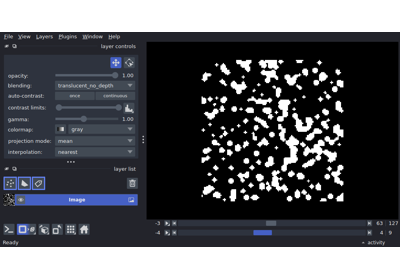 File View Layers Plugins Window Help
layer controls
opacity: 1.00
blending: translucent_no_depth
auto-contrast: once continuous
contrast limits:
gamma: 1.00
colormap: gray
projection mode: mean
interpolation: nearest
layer list
Image
-3 63 127
-4 4 9
Ready activity